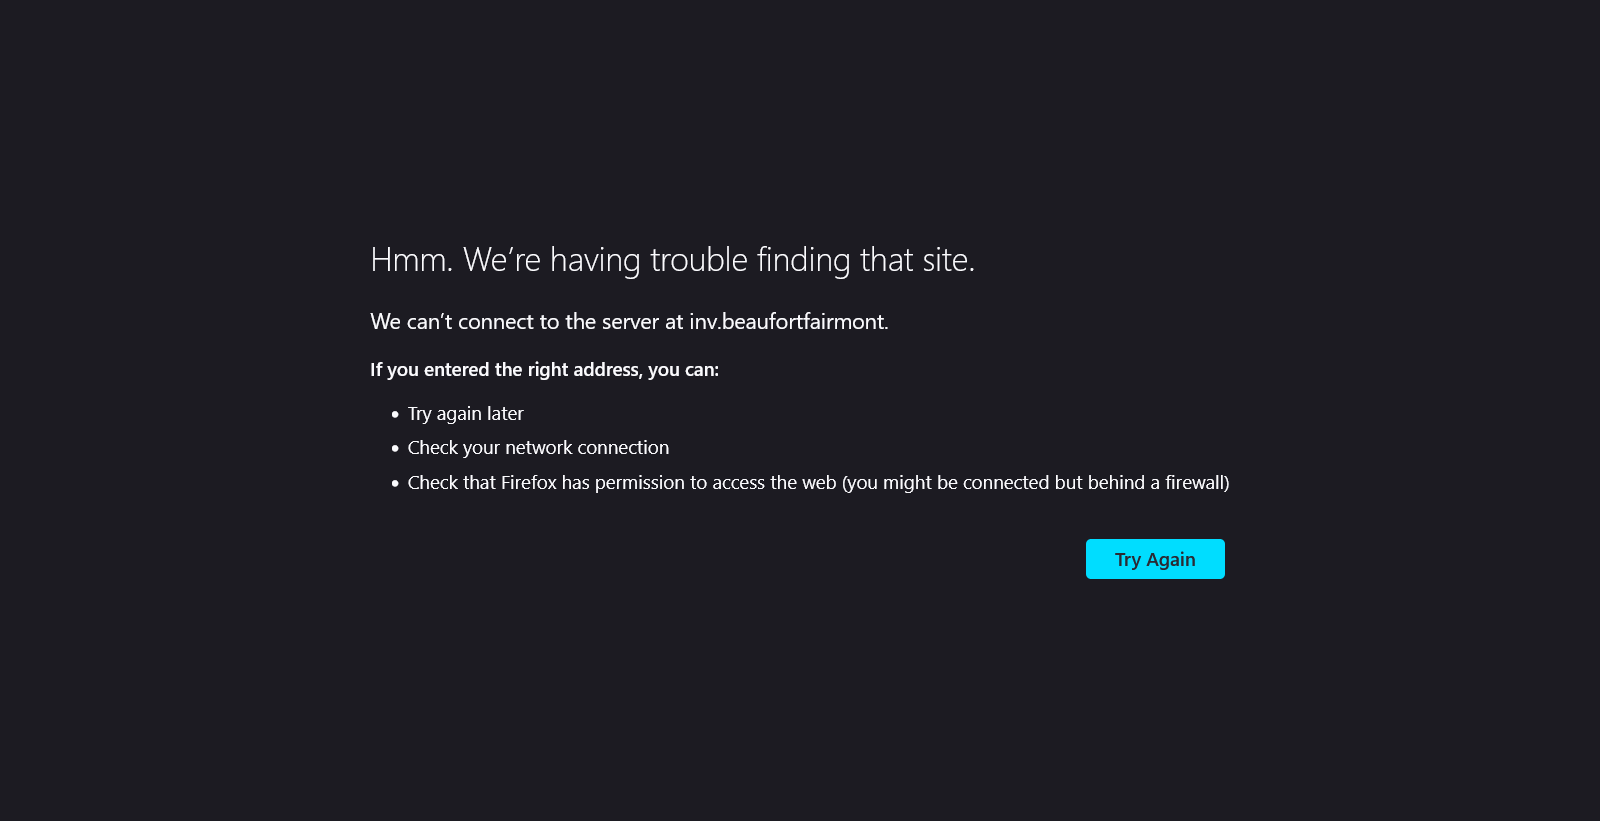 Hmm. We’re having trouble finding that site.
We can’t connect to the server at inv.beaufortfairmont.
If you entered the right address, you can:
• Try again later
• Check your network connection
• Check that Firefox has permission to access the web (you might be connected but behind a firewall)
Try Again